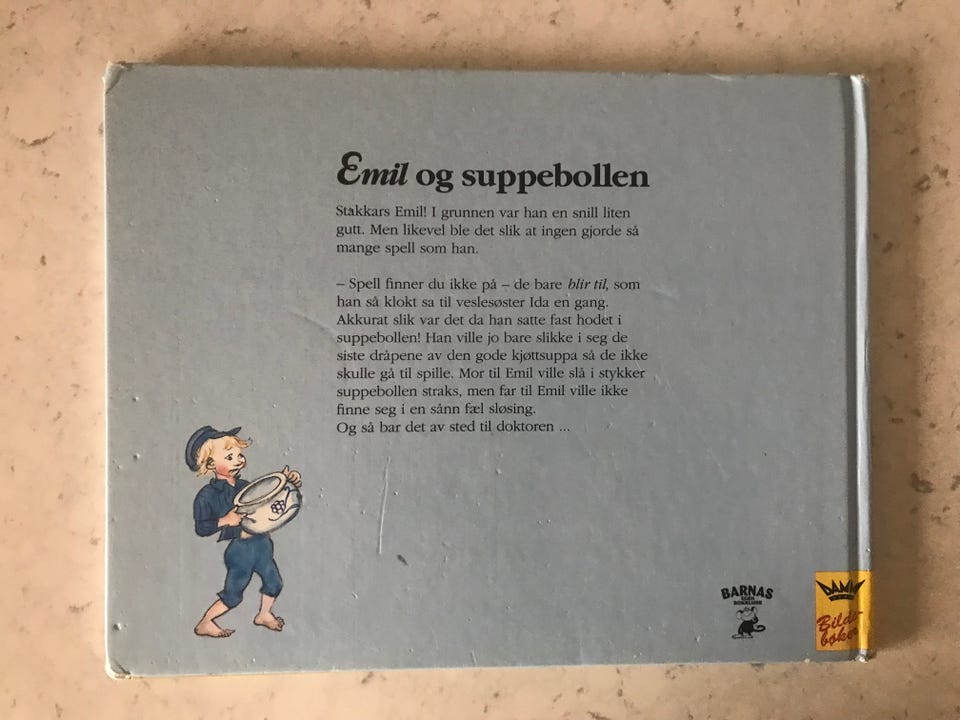 Emil og suppebollen
Stakkars Emil! I grunnen var han en snill liten
gutt. Men likevel ble det slik at ingen gjorde så
mange spell som han.
– Spell finner du ikke på – de bare blir til, som
han så klokt sa til veslesøster Ida en gang.
Akkurat slik var det da han satte fast hodet i
suppebollen! Han ville jo bare slikke i seg de
siste dråpene av den gode kjøttsuppa så de ikke
skulle gå til spille. Mor til Emil ville slå i stykker
suppebollen straks, men far til Emil ville ikke
finne seg i en sånn fæl sløsing.
Og så bar det av sted til doktoren ...
BARNAS
EGEN
BOKKLUBB
DAMM
Bilde-
bøker